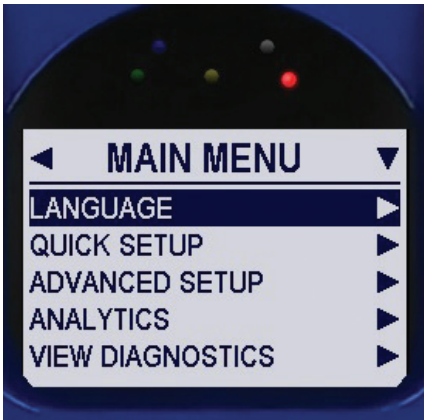 MAIN MENU
LANGUAGE
QUICK SETUP
ADVANCED SETUP
ANALYTICS
VIEW DIAGNOSTICS